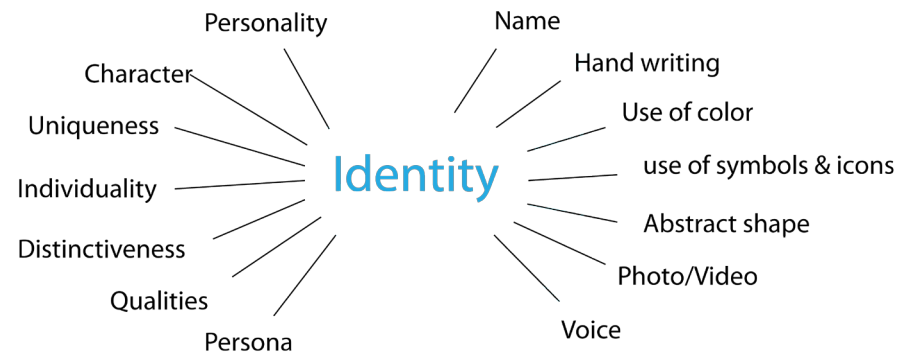 Personality
Name
Character
Hand writing
Uniqueness
Use of color
Individuality
Identity
use of symbols & icons
Distinctiveness
Abstract shape
Qualities
Photo/Video
Persona
Voice